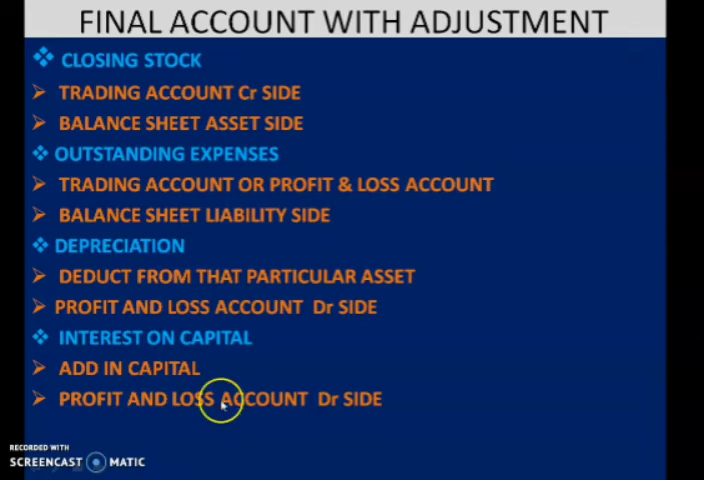 FINAL ACCOUNT WITH ADJUSTMENT
CLOSING STOCK
TRADING ACCOUNT Cr SIDE
BALANCE SHEET ASSET SIDE
OUTSTANDING EXPENSES
TRADING ACCOUNT OR PROFIT & LOSS ACCOUNT
BALANCE SHEET LIABILITY SIDE
DEPRECIATION
DEDUCT FROM THAT PARTICULAR ASSET
PROFIT AND LOSS ACCOUNT Dr SIDE
INTEREST ON CAPITAL
ADD IN CAPITAL
PROFIT AND LOSS ACCOUNT Dr SIDE
RECORDED WITH
SCREENCAST MATIC